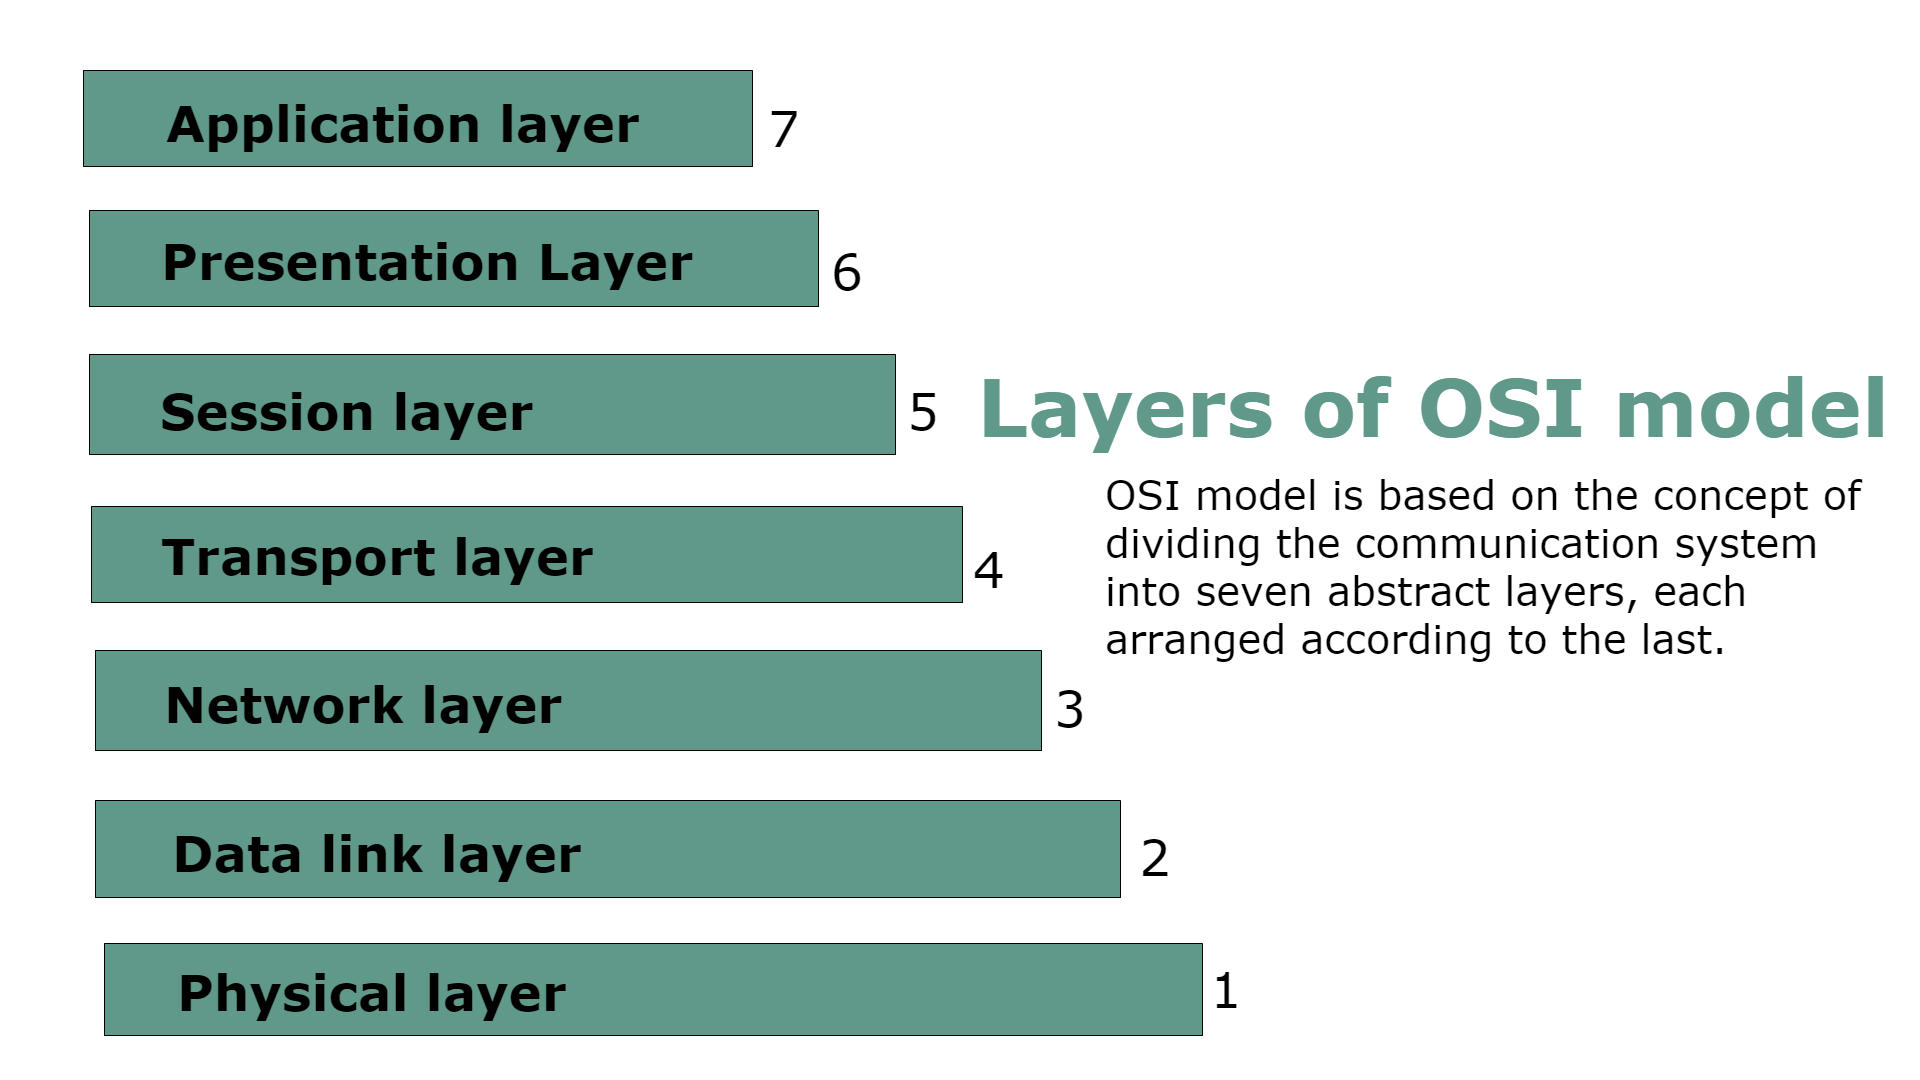 Application layer
7
Presentation Layer
6
Session layer
5
Layers of OSI model
OSI model is based on the concept of
dividing the communication system
into seven abstract layers, each
arranged according to the last.
Transport layer
4
Network layer
3
Data link layer
2
Physical layer
1